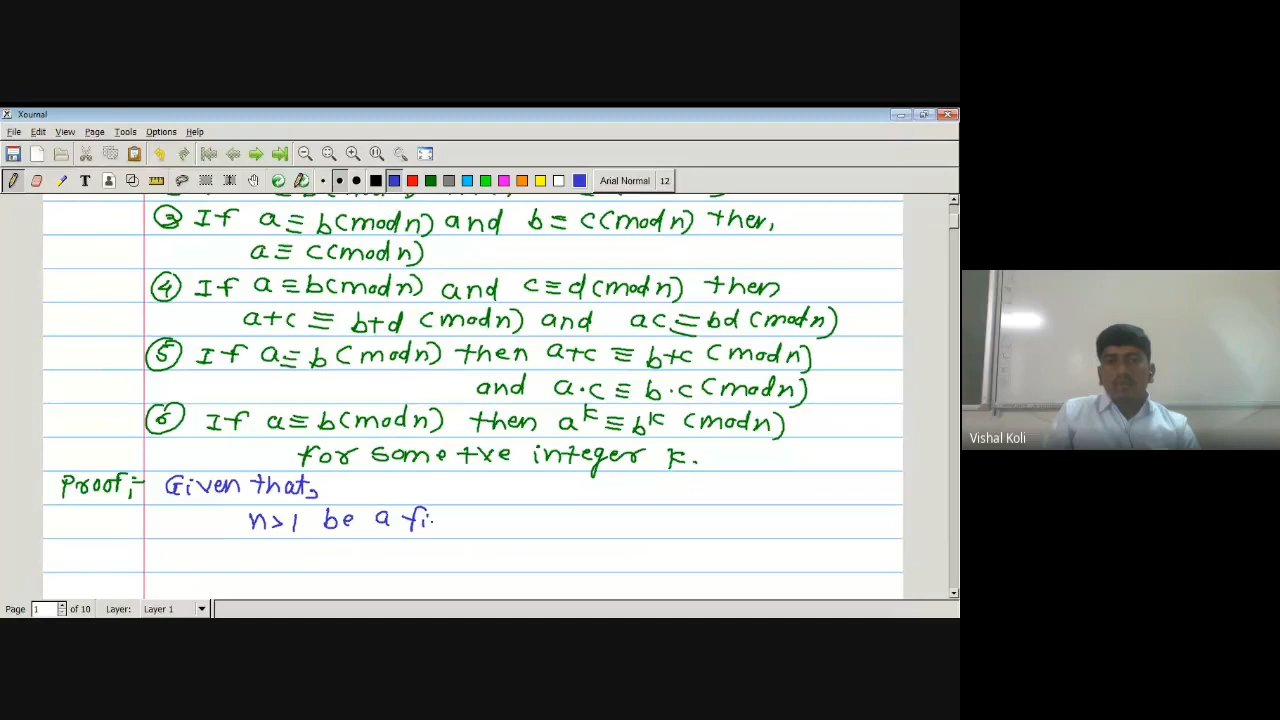 Xournal
File Edit View Page Tools Options Help
Arial Normal 12
③ If a ≡ b(mod n) and b ≡ c(mod n) then,
a ≡ c(mod n)
④ If a ≡ b(mod n) and c ≡ d(mod n) then
a+c ≡ b+d (mod n) and ac ≡ bd (mod n)
⑤ If a ≡ b (mod n) then a+c ≡ b+c (mod n)
and a·c ≡ b·c (mod n)
⑥ If a ≡ b(mod n) then a^k ≡ b^k (mod n)
for some +ve integer k.
Proof:- Given that,
n>1 be a fi
Page 1 of 10 Layer: Layer 1
Vishal Koli